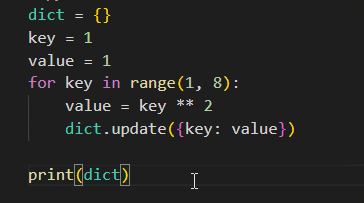 dict = {}
key = 1
value = 1
for key in range(1, 8):
    value = key ** 2
    dict.update({key: value})
print(dict)